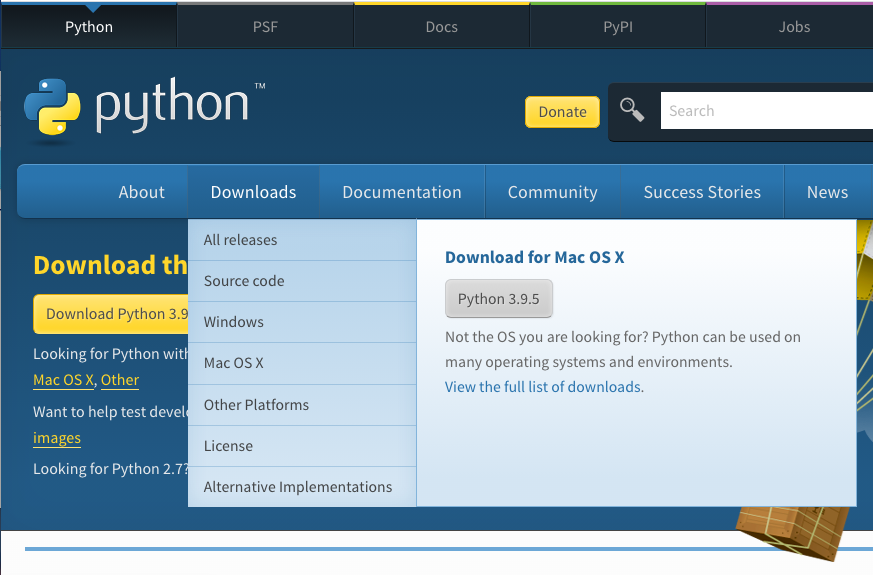 Python
PSF
Docs
PyPI
Jobs
python™
Donate
Search
About
Downloads
Documentation
Community
Success Stories
News
Download th
Download Python 3.9
Looking for Python with
Mac OS X, Other
Want to help test devel
images
Looking for Python 2.7?
All releases
Source code
Windows
Mac OS X
Other Platforms
License
Alternative Implementations
Download for Mac OS X
Python 3.9.5
Not the OS you are looking for? Python can be used on
many operating systems and environments.
View the full list of downloads.